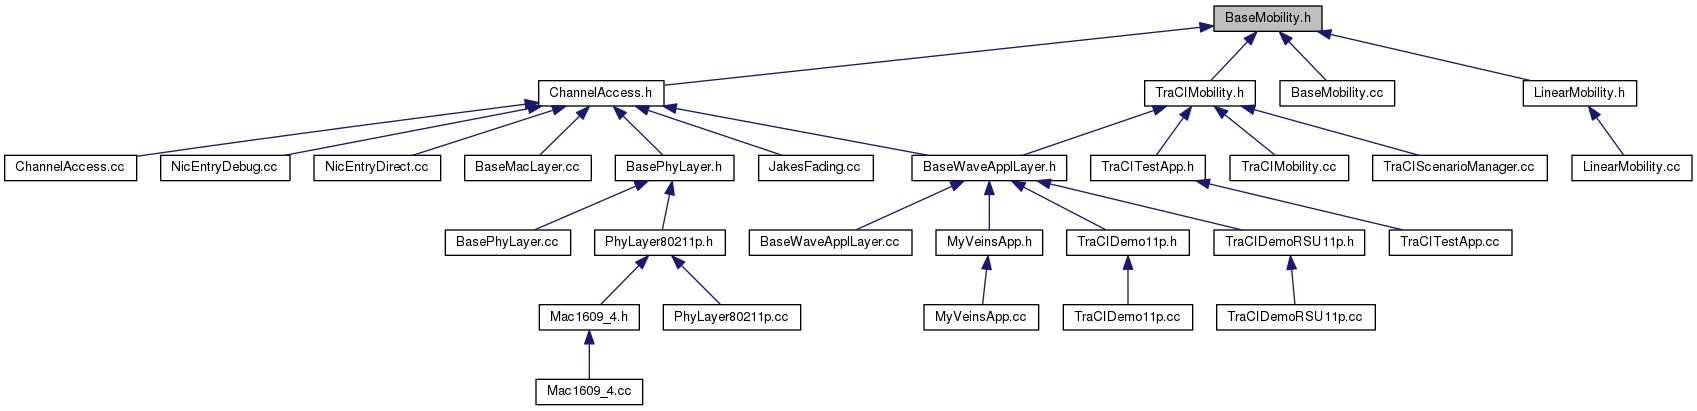 BaseMobility.h
ChannelAccess.h
TraCIMobility.h
BaseMobility.cc
LinearMobility.h
ChannelAccess.cc
NicEntryDebug.cc
NicEntryDirect.cc
BaseMacLayer.cc
BasePhyLayer.h
JakesFading.cc
BaseWaveApplLayer.h
TraCITestApp.h
TraCIMobility.cc
TraCIScenarioManager.cc
LinearMobility.cc
BasePhyLayer.cc
PhyLayer80211p.h
BaseWaveApplLayer.cc
MyVeinsApp.h
TraCIDemo11p.h
TraCIDemoRSU11p.h
TraCITestApp.cc
Mac1609_4.h
PhyLayer80211p.cc
MyVeinsApp.cc
TraCIDemo11p.cc
TraCIDemoRSU11p.cc
Mac1609_4.cc